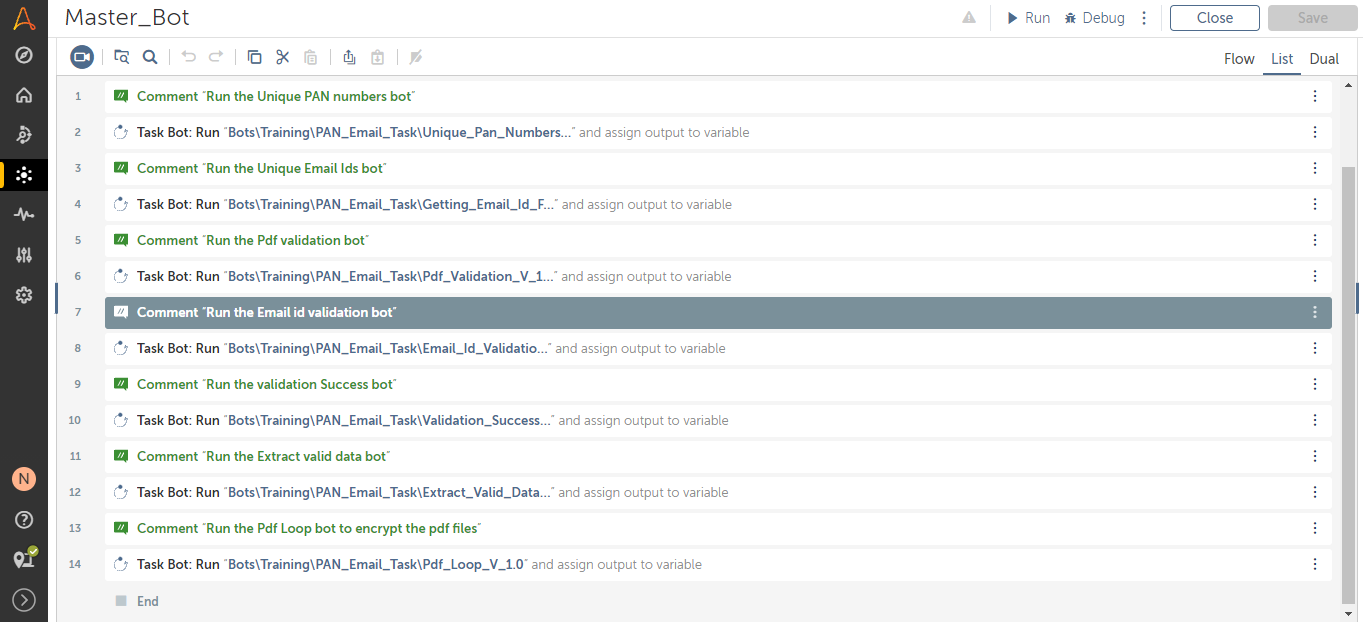 Master_Bot
Run
Debug
Close
Save
Flow
List
Dual
1 Comment "Run the Unique PAN numbers bot"
2 Task Bot: Run "Bots\Training\PAN_Email_Task\Unique_Pan_Numbers..." and assign output to variable
3 Comment "Run the Unique Email Ids bot"
4 Task Bot: Run "Bots\Training\PAN_Email_Task\Getting_Email_Id_F..." and assign output to variable
5 Comment "Run the Pdf validation bot"
6 Task Bot: Run "Bots\Training\PAN_Email_Task\Pdf_Validation_V_1..." and assign output to variable
7 Comment "Run the Email id validation bot"
8 Task Bot: Run "Bots\Training\PAN_Email_Task\Email_Id_Validatio..." and assign output to variable
9 Comment "Run the validation Success bot"
10 Task Bot: Run "Bots\Training\PAN_Email_Task\Validation_Success..." and assign output to variable
11 Comment "Run the Extract valid data bot"
12 Task Bot: Run "Bots\Training\PAN_Email_Task\Extract_Valid_Data..." and assign output to variable
13 Comment "Run the Pdf Loop bot to encrypt the pdf files"
14 Task Bot: Run "Bots\Training\PAN_Email_Task\Pdf_Loop_V_1.0" and assign output to variable
End
N